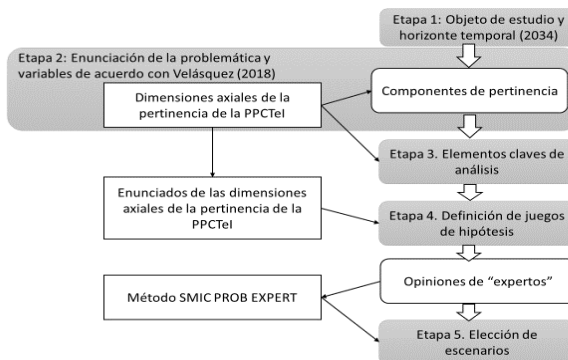 Etapa 1: Objeto de estudio y
horizonte temporal (2034)
Etapa 2: Enunciación de la problemática y
variables de acuerdo con Velásquez (2018)
Dimensiones axiales de la
pertinencia de la PPCTeI
Componentes de pertinencia
Etapa 3. Elementos claves de
análisis
Enunciados de las dimensiones
axiales de la pertinencia de la
PPCTeI
Etapa 4. Definición de juegos
de hipótesis
Opiniones de “expertos”
Método SMIC PROB EXPERT
Etapa 5. Elección de
escenarios